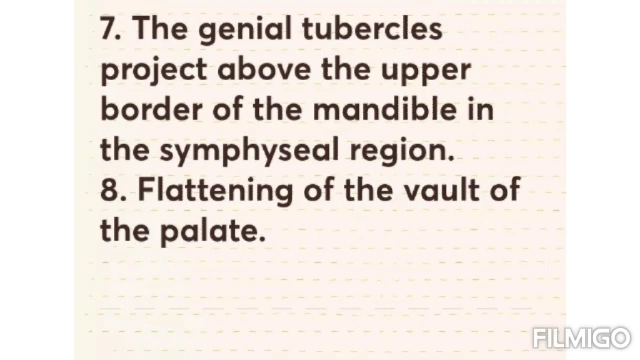 7. The genial tubercles
project above the upper
border of the mandible in
the symphyseal region.
8. Flattening of the vault of
the palate.
FILMIGO